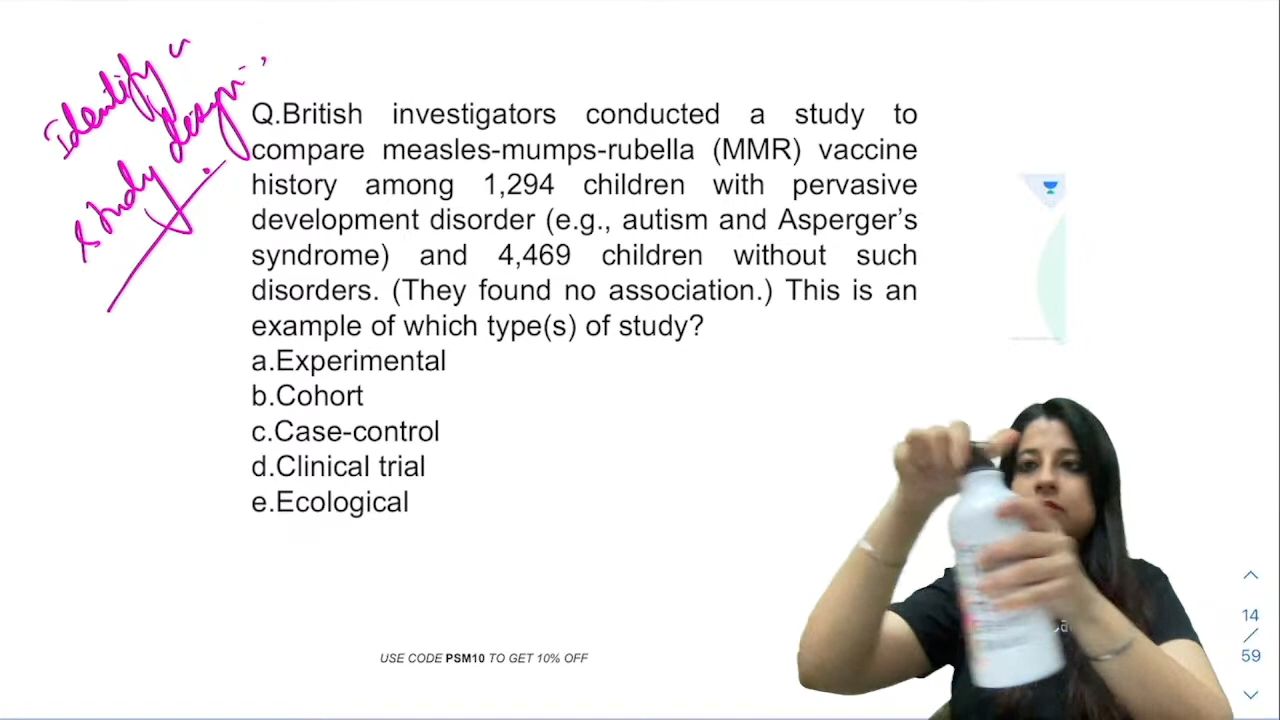 Identify
study design.
Q.British investigators conducted a study to
compare measles-mumps-rubella (MMR) vaccine
history among 1,294 children with pervasive
development disorder (e.g., autism and Asperger’s
syndrome) and 4,469 children without such
disorders. (They found no association.) This is an
example of which type(s) of study?
a.Experimental
b.Cohort
c.Case-control
d.Clinical trial
e.Ecological
14
/
59
USE CODE PSM10 TO GET 10% OFF